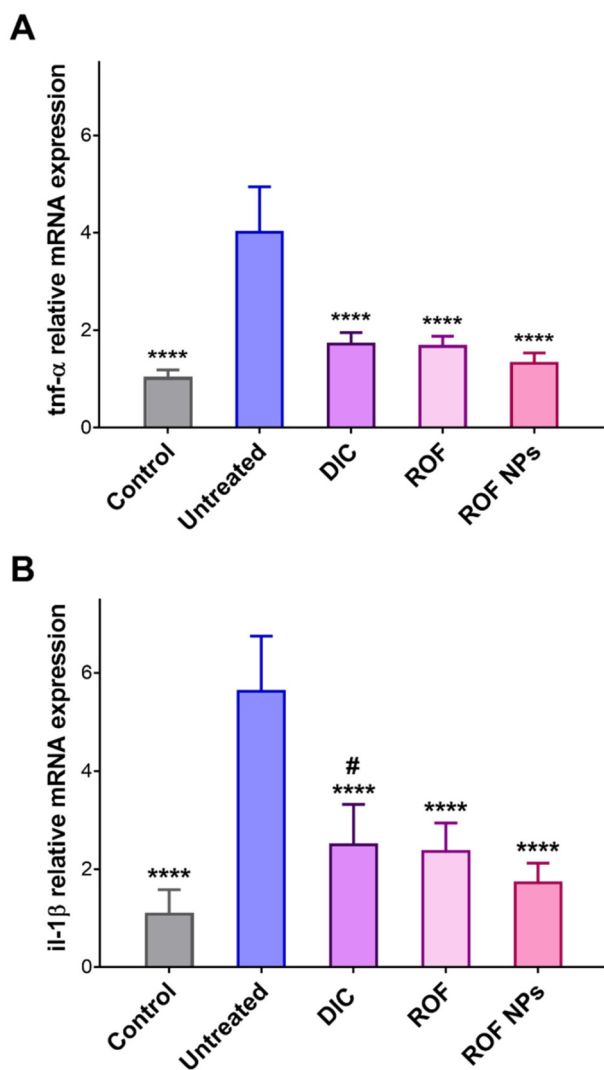 A
tnf-α relative mRNA expression
6
4
2
0
****
****
****
****
Control
Untreated
DIC
ROF
ROF NPs
B
il-1β relative mRNA expression
6
4
2
0
****
#
****
****
****
Control
Untreated
DIC
ROF
ROF NPs